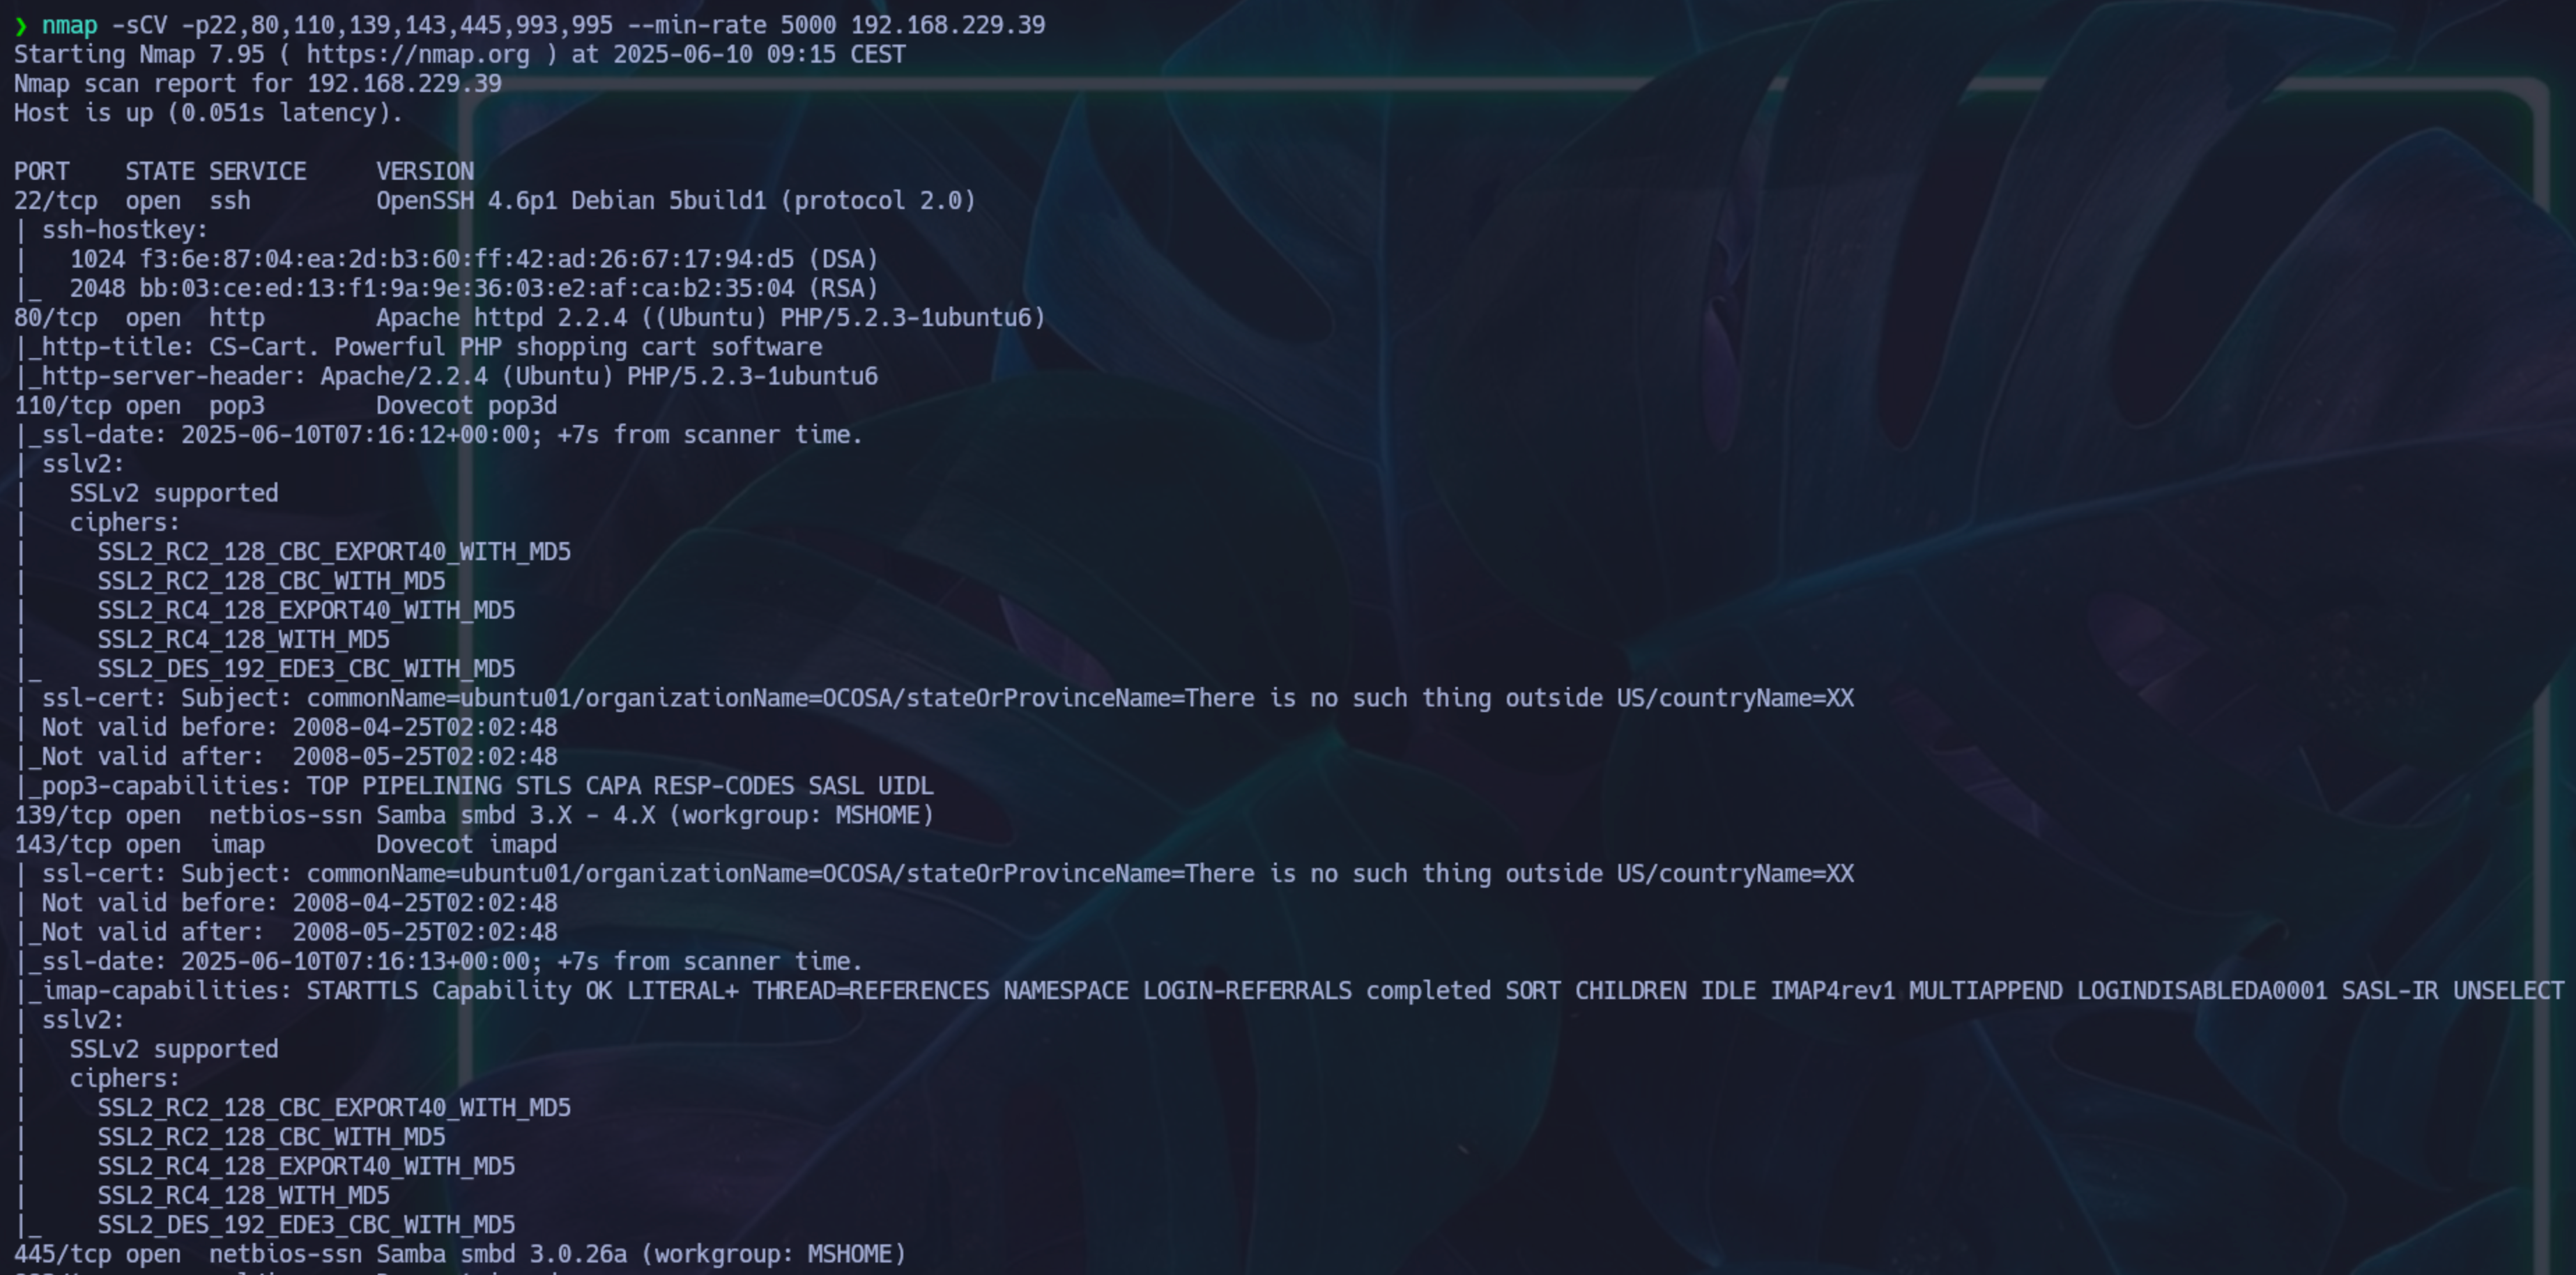 ❯ nmap -sCV -p22,80,110,139,143,445,993,995 --min-rate 5000 192.168.229.39
Starting Nmap 7.95 ( https://nmap.org ) at 2025-06-10 09:15 CEST
Nmap scan report for 192.168.229.39
Host is up (0.051s latency).

PORT    STATE SERVICE     VERSION
22/tcp  open  ssh         OpenSSH 4.6p1 Debian 5build1 (protocol 2.0)
| ssh-hostkey:
|   1024 f3:6e:87:04:ea:2d:b3:60:ff:42:ad:26:67:17:94:d5 (DSA)
|_  2048 bb:03:ce:ed:13:f1:9a:9e:36:03:e2:af:ca:b2:35:04 (RSA)
80/tcp  open  http        Apache httpd 2.2.4 ((Ubuntu) PHP/5.2.3-1ubuntu6)
|_http-title: CS-Cart. Powerful PHP shopping cart software
|_http-server-header: Apache/2.2.4 (Ubuntu) PHP/5.2.3-1ubuntu6
110/tcp open  pop3        Dovecot pop3d
|_ssl-date: 2025-06-10T07:16:12+00:00; +7s from scanner time.
| sslv2:
|   SSLv2 supported
|   ciphers:
|     SSL2_RC2_128_CBC_EXPORT40_WITH_MD5
|     SSL2_RC2_128_CBC_WITH_MD5
|     SSL2_RC4_128_EXPORT40_WITH_MD5
|     SSL2_RC4_128_WITH_MD5
|_    SSL2_DES_192_EDE3_CBC_WITH_MD5
| ssl-cert: Subject: commonName=ubuntu01/organizationName=OCOSA/stateOrProvinceName=There is no such thing outside US/countryName=XX
| Not valid before: 2008-04-25T02:02:48
|_Not valid after:  2008-05-25T02:02:48
|_pop3-capabilities: TOP PIPELINING STLS CAPA RESP-CODES SASL UIDL
139/tcp open  netbios-ssn Samba smbd 3.X - 4.X (workgroup: MSHOME)
143/tcp open  imap        Dovecot imapd
| ssl-cert: Subject: commonName=ubuntu01/organizationName=OCOSA/stateOrProvinceName=There is no such thing outside US/countryName=XX
| Not valid before: 2008-04-25T02:02:48
|_Not valid after:  2008-05-25T02:02:48
|_ssl-date: 2025-06-10T07:16:13+00:00; +7s from scanner time.
|_imap-capabilities: STARTTLS Capability OK LITERAL+ THREAD=REFERENCES NAMESPACE LOGIN-REFERRALS completed SORT CHILDREN IDLE IMAP4rev1 MULTIAPPEND LOGINDISABLEDA0001 SASL-IR UNSELECT
| sslv2:
|   SSLv2 supported
|   ciphers:
|     SSL2_RC2_128_CBC_EXPORT40_WITH_MD5
|     SSL2_RC2_128_CBC_WITH_MD5
|     SSL2_RC4_128_EXPORT40_WITH_MD5
|     SSL2_RC4_128_WITH_MD5
|_    SSL2_DES_192_EDE3_CBC_WITH_MD5
445/tcp open  netbios-ssn Samba smbd 3.0.26a (workgroup: MSHOME)